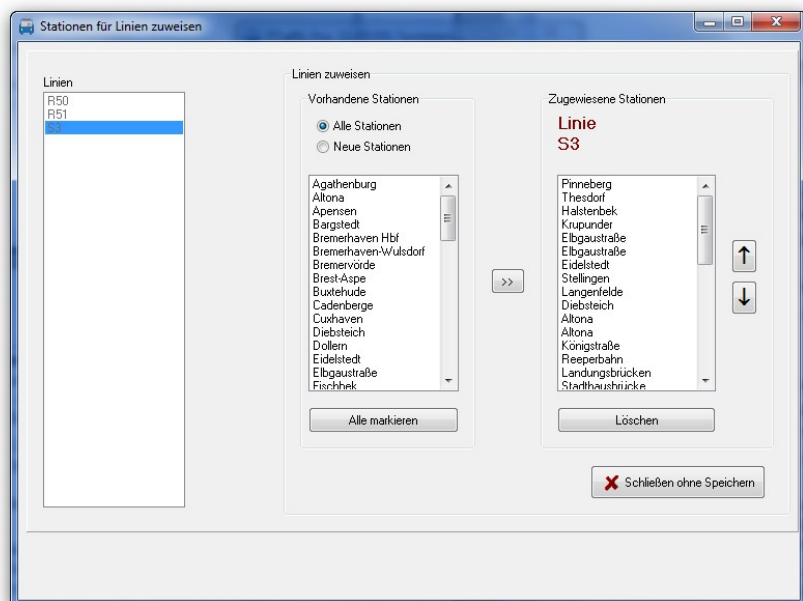 Stationen für Linien zuweisen
Linien
R50
R51
S3
Linien zuweisen
Vorhandene Stationen
Alle Stationen
Neue Stationen
Agathenburg
Altona
Apensen
Bargstedt
Bremerhaven Hbf
Bremerhaven-Wulsdorf
Bremervörde
Brest-Aspe
Buxtehude
Cadenberge
Cuxhaven
Diebsteich
Dollern
Eidelstedt
Elbgaustraße
Fischbek
Alle markieren
>>
Zugewiesene Stationen
Linie
S3
Pinneberg
Thesdorf
Halstenbek
Krupunder
Elbgaustraße
Elbgaustraße
Eidelstedt
Stellingen
Langenfelde
Diebsteich
Altona
Altona
Königstraße
Reeperbahn
Landungsbrücken
Stadthausbrücke
Löschen
↑
↓
Schließen ohne Speichern